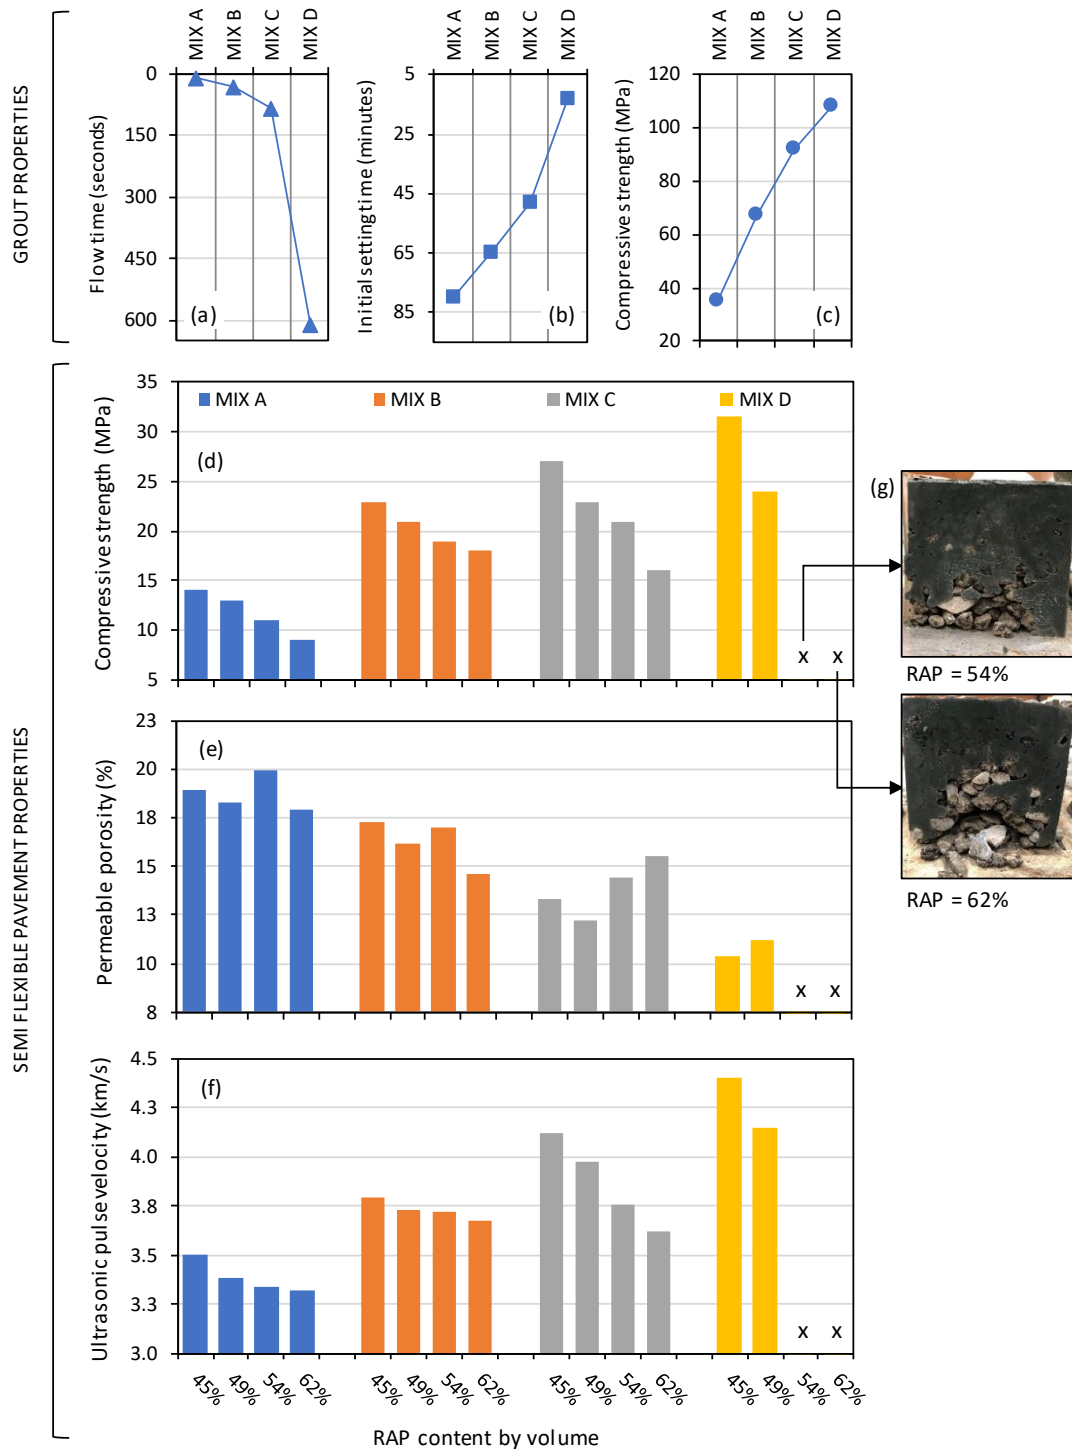 GROUT PROPERTIES
MIX A
MIX B
MIX C
MIX D
Flow time (seconds)
0
150
300
450
600
(a)
MIX A
MIX B
MIX C
MIX D
Initial setting time (minutes)
5
25
45
65
85
(b)
MIX A
MIX B
MIX C
MIX D
Compressive strength (MPa)
120
100
80
60
40
20
(c)
SEMI FLEXIBLE PAVEMENT PROPERTIES
Compressive strength (MPa)
35
30
25
20
15
10
5
MIX A MIX B MIX C MIX D
(d)
x x
(g)
RAP = 54%
RAP = 62%
Permeable porosity (%)
23
20
18
15
13
10
8
(e)
x x
Ultrasonic pulse velocity (km/s)
4.5
4.3
4.0
3.8
3.5
3.3
3.0
(f)
x x
45% 49% 54% 62% 45% 49% 54% 62% 45% 49% 54% 62% 45% 49% 54% 62%
RAP content by volume